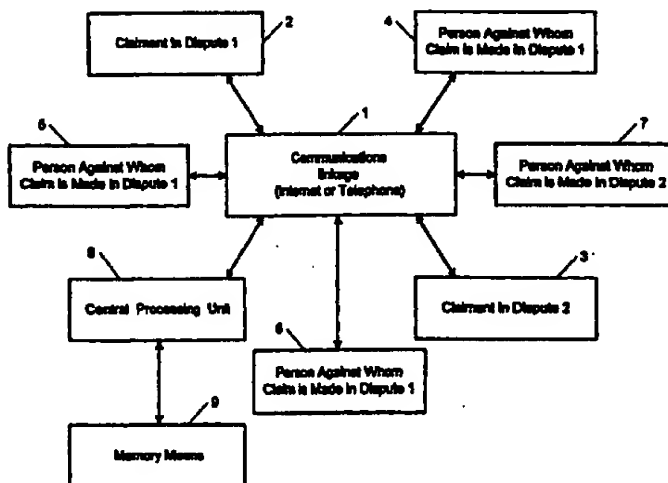 2
Claimant in Dispute 1
4
Person Against Whom
Claim is Made in Dispute 1
1
Communications
linkage
(Internet or Telephone)
5
Person Against Whom
Claim is Made in Dispute 1
7
Person Against Whom
Claim is Made in Dispute 2
8
Central Processing Unit
3
Claimant in Dispute 2
6
Person Against Whom
Claim is Made in Dispute 1
9
Memory Means